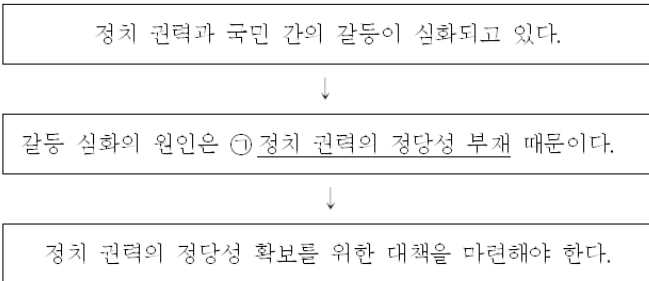 정치 권력과 국민 간의 갈등이 심화되고 있다.
↓
갈등 심화의 원인은 ㉠정치 권력의 정당성 부재 때문이다.
↓
정치 권력의 정당성 확보를 위한 대책을 마련해야 한다.